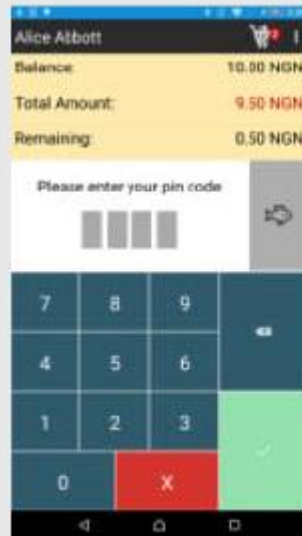 Alice Abbott
Balance: 10.00 NGN
Total Amount: 9.50 NGN
Remaining: 0.50 NGN
Please enter your pin code
7 8 9
4 5 6
1 2 3
0 X